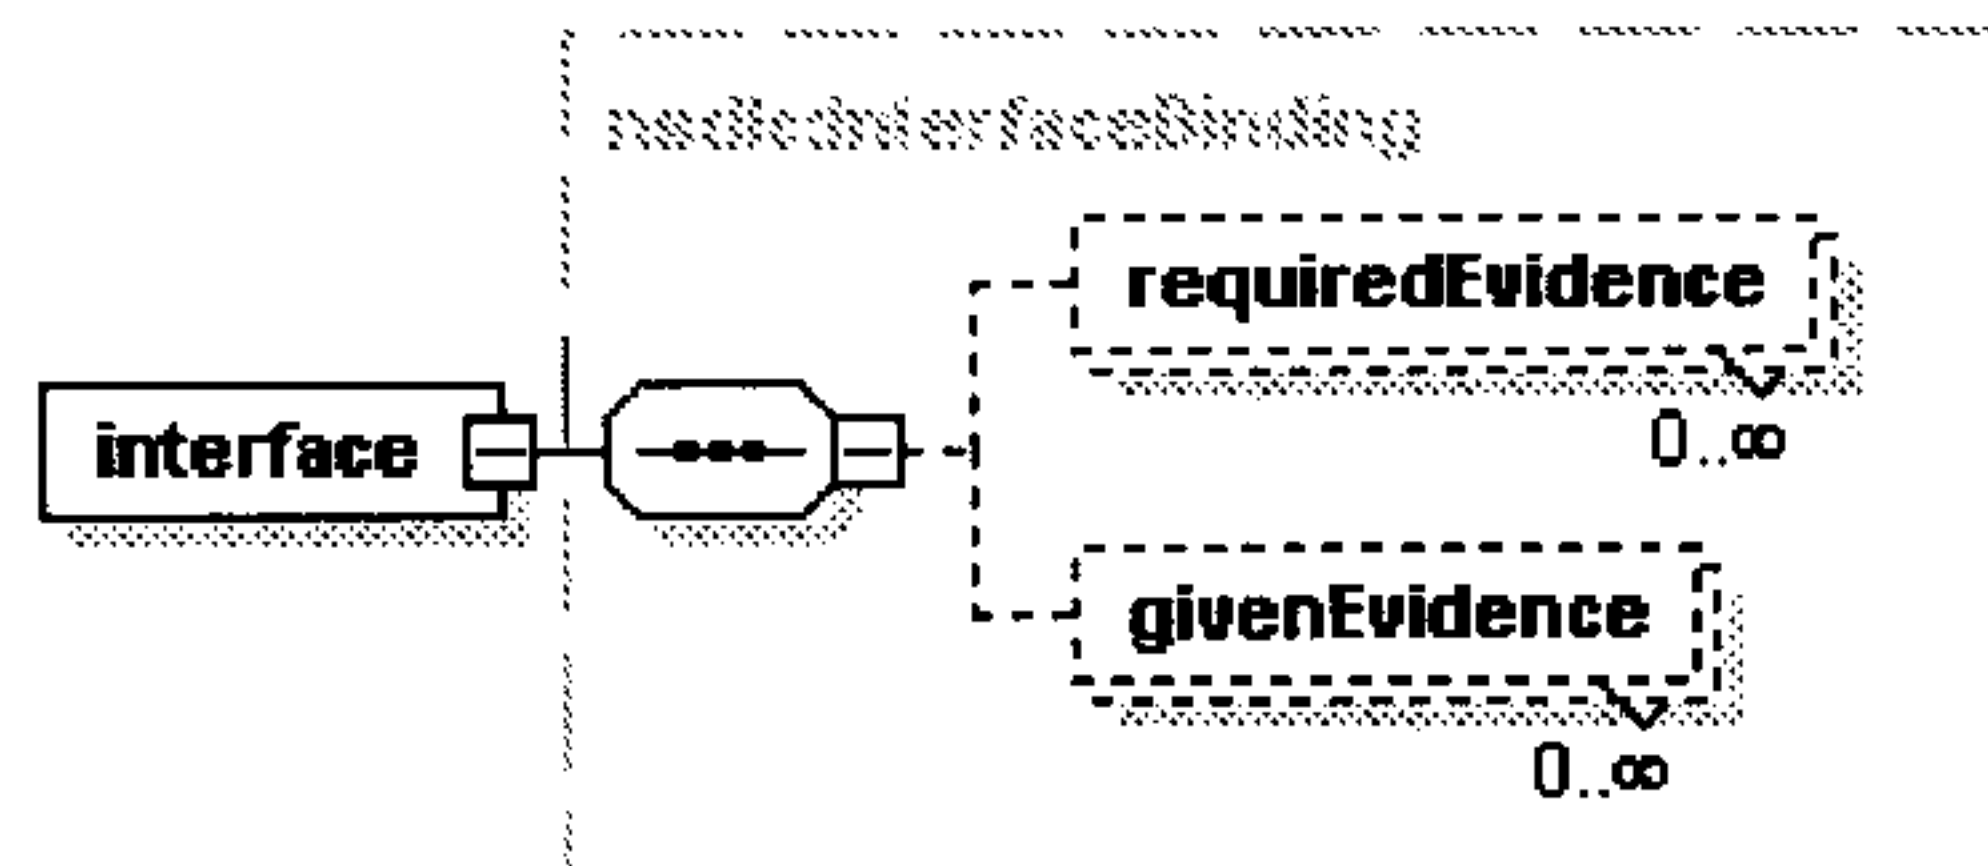 requiredEvidence
0..∞
interface
givenEvidence
0..∞